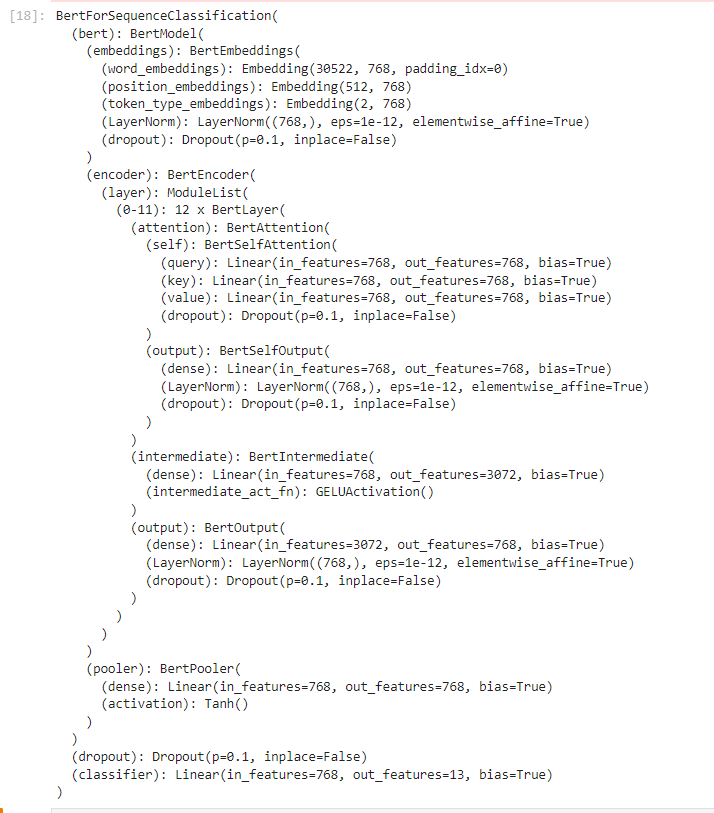 [18]: BertForSequenceClassification(
(bert): BertModel(
(embeddings): BertEmbeddings(
(word_embeddings): Embedding(30522, 768, padding_idx=0)
(position_embeddings): Embedding(512, 768)
(token_type_embeddings): Embedding(2, 768)
(LayerNorm): LayerNorm((768,), eps=1e-12, elementwise_affine=True)
(dropout): Dropout(p=0.1, inplace=False)
)
(encoder): BertEncoder(
(layer): ModuleList(
(0-11): 12 x BertLayer(
(attention): BertAttention(
(self): BertSelfAttention(
(query): Linear(in_features=768, out_features=768, bias=True)
(key): Linear(in_features=768, out_features=768, bias=True)
(value): Linear(in_features=768, out_features=768, bias=True)
(dropout): Dropout(p=0.1, inplace=False)
)
(output): BertSelfOutput(
(dense): Linear(in_features=768, out_features=768, bias=True)
(LayerNorm): LayerNorm((768,), eps=1e-12, elementwise_affine=True)
(dropout): Dropout(p=0.1, inplace=False)
)
)
(intermediate): BertIntermediate(
(dense): Linear(in_features=768, out_features=3072, bias=True)
(intermediate_act_fn): GELUActivation()
)
(output): BertOutput(
(dense): Linear(in_features=3072, out_features=768, bias=True)
(LayerNorm): LayerNorm((768,), eps=1e-12, elementwise_affine=True)
(dropout): Dropout(p=0.1, inplace=False)
)
)
)
)
(pooler): BertPooler(
(dense): Linear(in_features=768, out_features=768, bias=True)
(activation): Tanh()
)
)
(dropout): Dropout(p=0.1, inplace=False)
(classifier): Linear(in_features=768, out_features=13, bias=True)
)